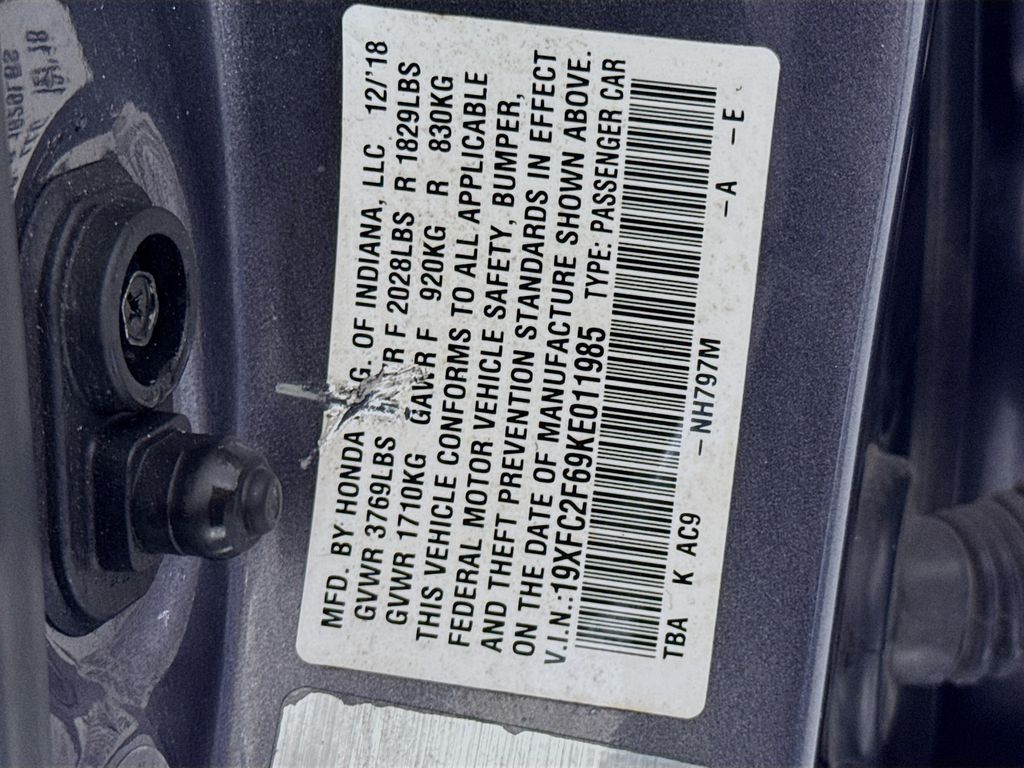 MFD. BY HONDA G. OF INDIANA, LLC 12/'18
GVWR 3769LBS R F 2028LBS R 1829LBS
GVWR 1710KG GAWR F 920KG R 830KG
THIS VEHICLE CONFORMS TO ALL APPLICABLE
FEDERAL MOTOR VEHICLE SAFETY, BUMPER,
AND THEFT PREVENTION STANDARDS IN EFFECT
ON THE DATE OF MANUFACTURE SHOWN ABOVE.
V.I.N.:19XFC2F69KE011985 TYPE: PASSENGER CAR
TBA K AC9 –NH797M –A –E